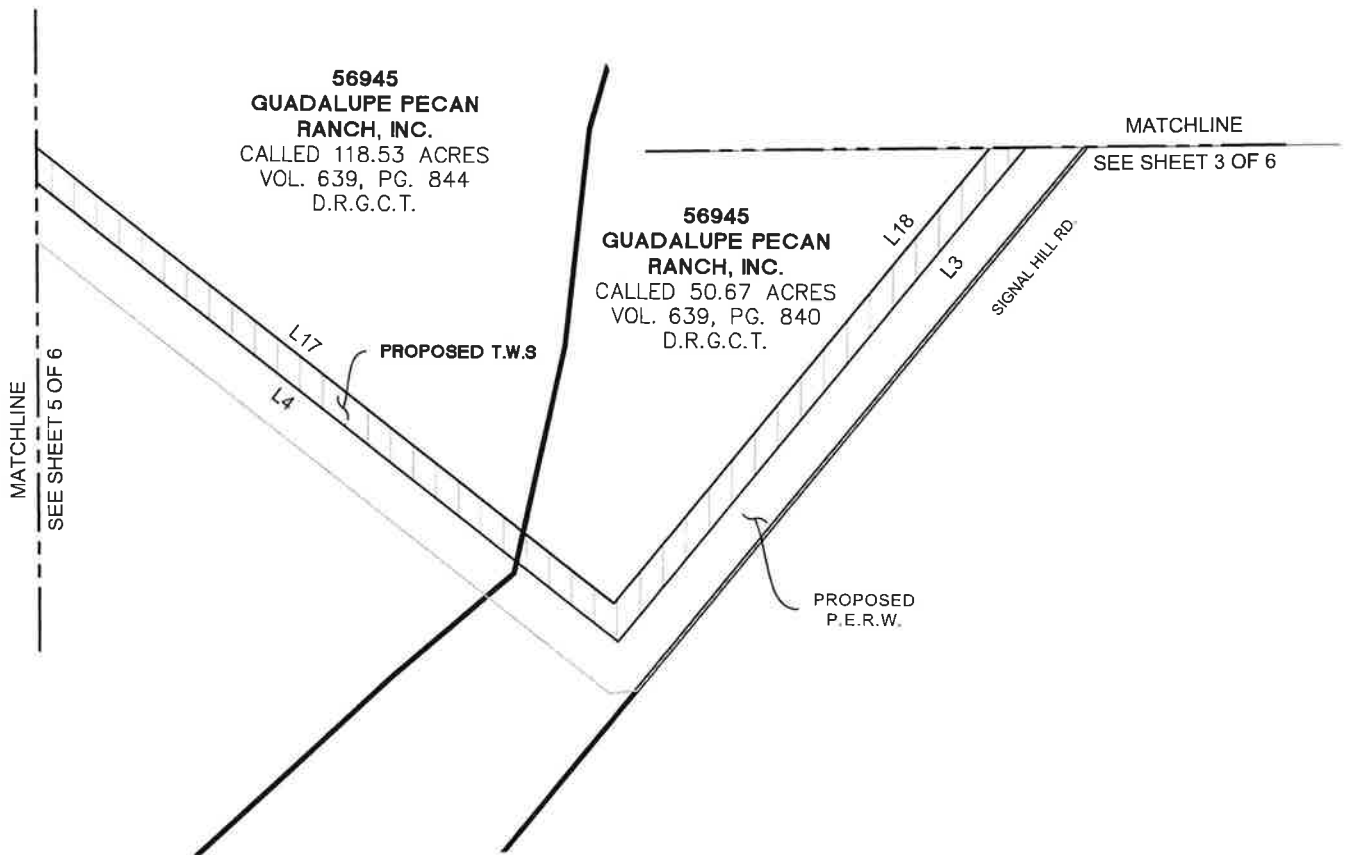 56945
GUADALUPE PECAN
RANCH, INC.
CALLED 118.53 ACRES
VOL. 639, PG. 844
D.R.G.C.T.
MATCHLINE
SEE SHEET 3 OF 6
56945
GUADALUPE PECAN
RANCH, INC.
CALLED 50.67 ACRES
VOL. 639, PG. 840
D.R.G.C.T.
L18
L3
SIGNAL HILL RD.
L17
PROPOSED T.W.S
L4
MATCHLINE
SEE SHEET 5 OF 6
PROPOSED
P.E.R.W.